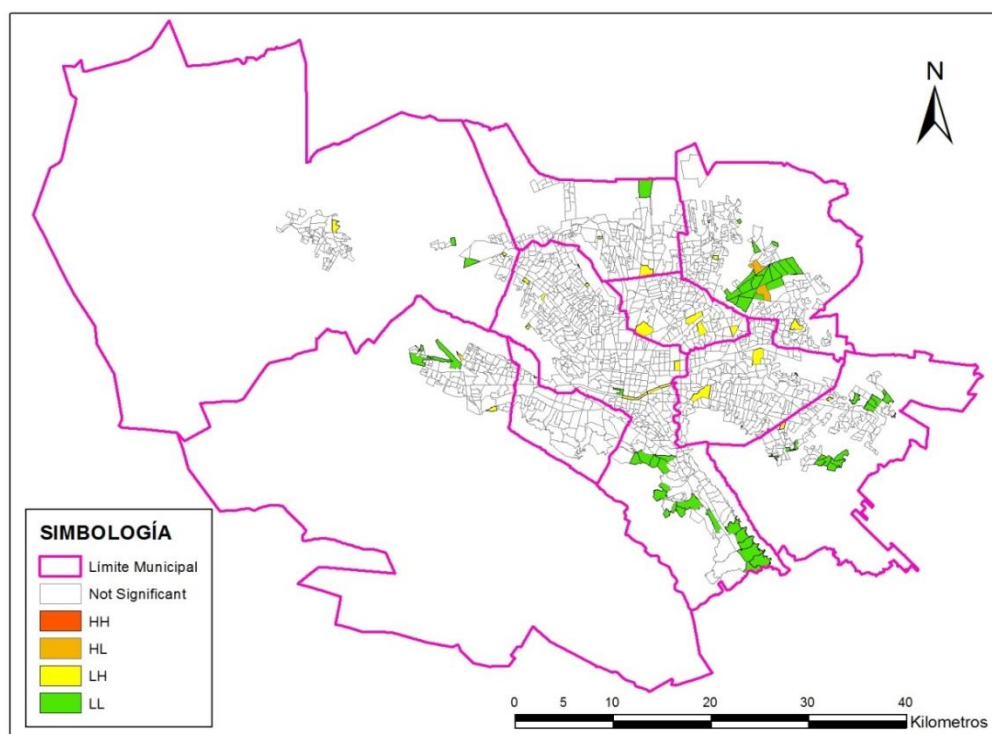 N
SIMBOLOGÍA
Límite Municipal
Not Significant
HH
HL
LH
LL
0 5 10 20 30 40
Kilometros